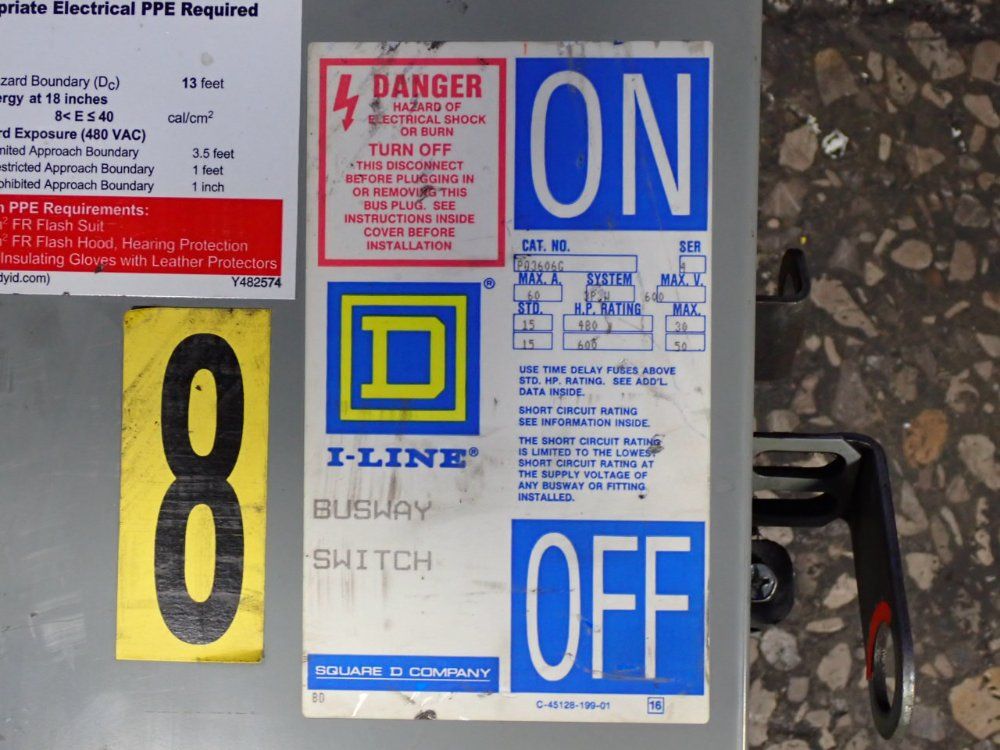 priate Electrical PPE Required
zard Boundary (DC) 13 feet
ergy at 18 inches
8< E ≤ 40 cal/cm²
rd Exposure (480 VAC)
mited Approach Boundary 3.5 feet
estricted Approach Boundary 1 feet
ohibited Approach Boundary 1 inch
n PPE Requirements:
n² FR Flash Suit
n² FR Flash Hood, Hearing Protection
Insulating Gloves with Leather Protectors
dyid.com) Y482574
8
DANGER
HAZARD OF
ELECTRICAL SHOCK
OR BURN
TURN OFF
THIS DISCONNECT
BEFORE PLUGGING IN
OR REMOVING THIS
BUS PLUG. SEE
INSTRUCTIONS INSIDE
COVER BEFORE
INSTALLATION
D
®
I-LINE®
BUSWAY
SWITCH
SQUARE D COMPANY
BD
ON
CAT. NO. SER
PQ3606G 4
MAX. A. SYSTEM MAX. V.
60 3P3W 600
STD. H.P. RATING MAX.
15 480 30
15 600 50
USE TIME DELAY FUSES ABOVE
STD. HP. RATING. SEE ADD'L.
DATA INSIDE.
SHORT CIRCUIT RATING
SEE INFORMATION INSIDE.
THE SHORT CIRCUIT RATING
IS LIMITED TO THE LOWEST
SHORT CIRCUIT RATING AT
THE SUPPLY VOLTAGE OF
ANY BUSWAY OR FITTING
INSTALLED.
OFF
C-45128-199-01 16